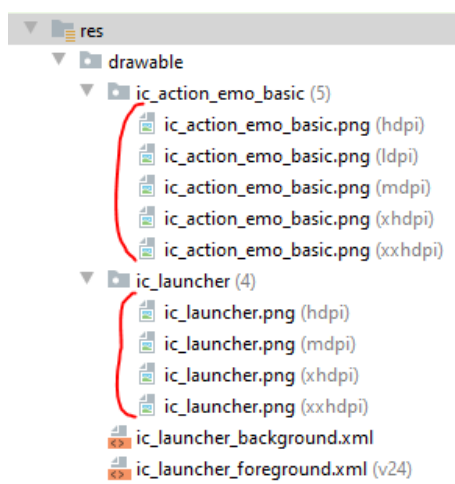 res
drawable
ic_action_emo_basic (5)
ic_action_emo_basic.png (hdpi)
ic_action_emo_basic.png (ldpi)
ic_action_emo_basic.png (mdpi)
ic_action_emo_basic.png (xhdpi)
ic_action_emo_basic.png (xxhdpi)
ic_launcher (4)
ic_launcher.png (hdpi)
ic_launcher.png (mdpi)
ic_launcher.png (xhdpi)
ic_launcher.png (xxhdpi)
ic_launcher_background.xml
ic_launcher_foreground.xml (v24)